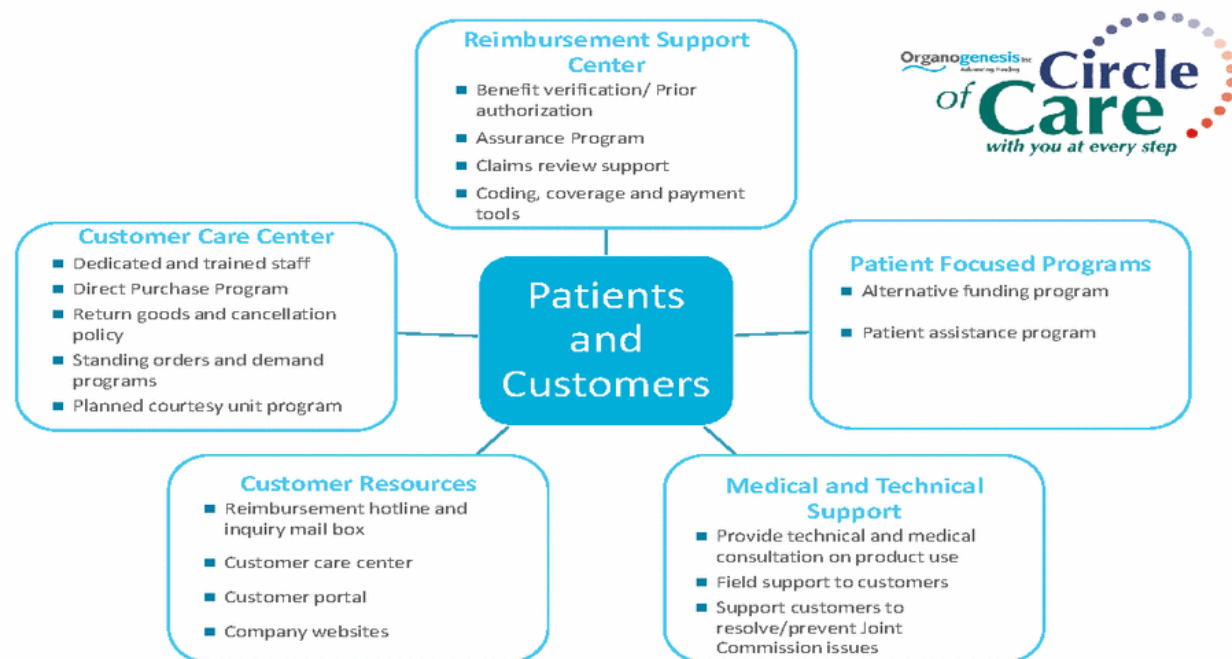 Reimbursement Support
Center
Benefit verification/ Prior
authorization
Assurance Program
Claims review support
Coding, coverage and payment
tools
Organogenesis Inc
Advancing Healing
Circle
of Care
with you at every step
Customer Care Center
Dedicated and trained staff
Direct Purchase Program
Return goods and cancellation
policy
Standing orders and demand
programs
Planned courtesy unit program
Patients
and
Customers
Patient Focused Programs
Alternative funding program
Patient assistance program
Customer Resources
Reimbursement hotline and
inquiry mail box
Customer care center
Customer portal
Company websites
Medical and Technical
Support
Provide technical and medical
consultation on product use
Field support to customers
Support customers to
resolve/prevent Joint
Commission issues